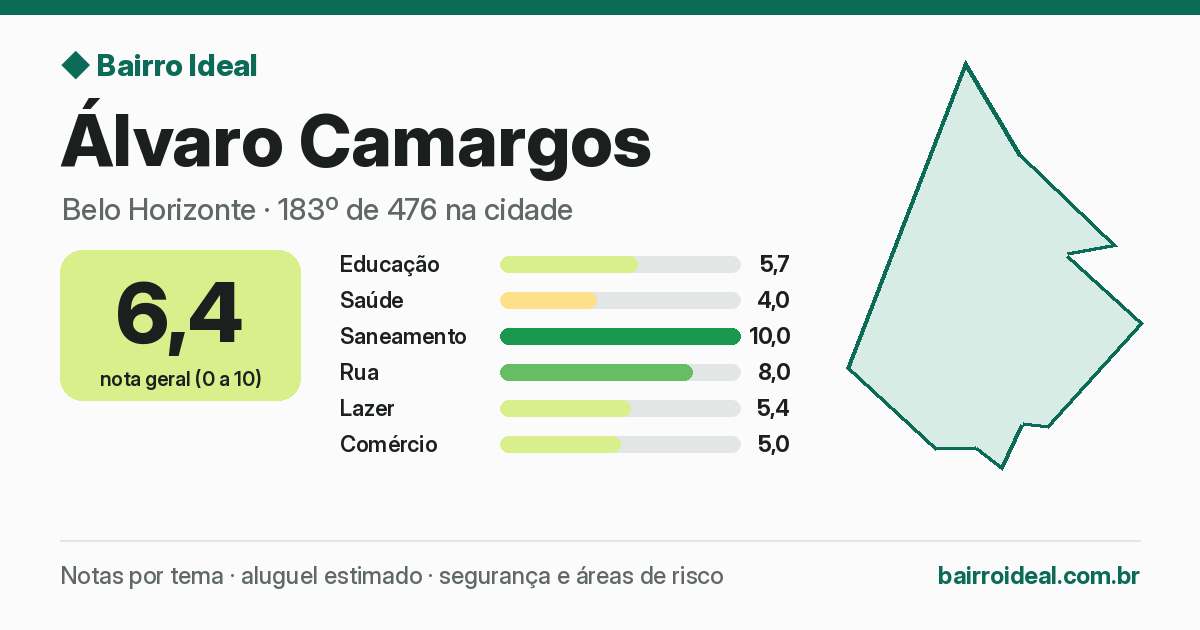 Bairro Ideal
Álvaro Camargos
Belo Horizonte · 183º de 476 na cidade
6,4
nota geral (0 a 10)
Educação 5,7
Saúde 4,0
Saneamento 10,0
Rua 8,0
Lazer 5,4
Comércio 5,0
Notas por tema · aluguel estimado · segurança e áreas de risco
bairroideal.com.br